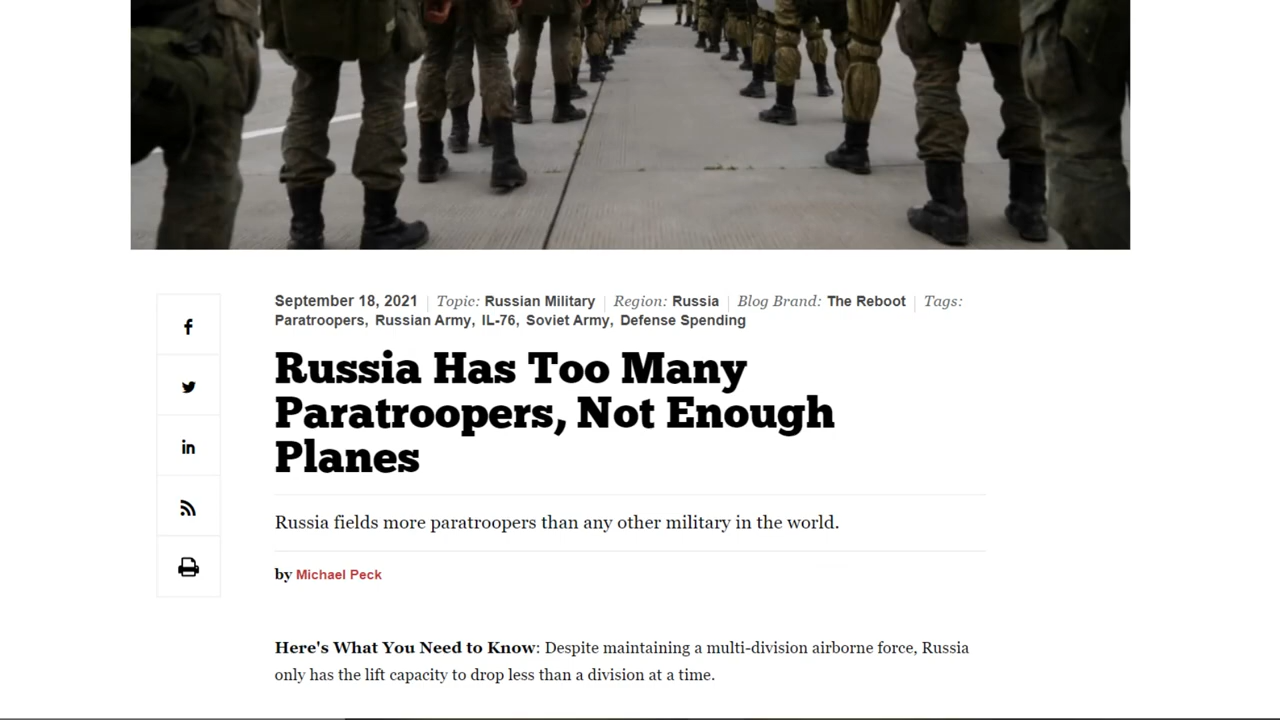 September 18, 2021 Topic: Russian Military Region: Russia Blog Brand: The Reboot Tags:
Paratroopers, Russian Army, IL-76, Soviet Army, Defense Spending
Russia Has Too Many
Paratroopers, Not Enough
Planes
Russia fields more paratroopers than any other military in the world.
by Michael Peck
Here's What You Need to Know: Despite maintaining a multi-division airborne force, Russia
only has the lift capacity to drop less than a division at a time.